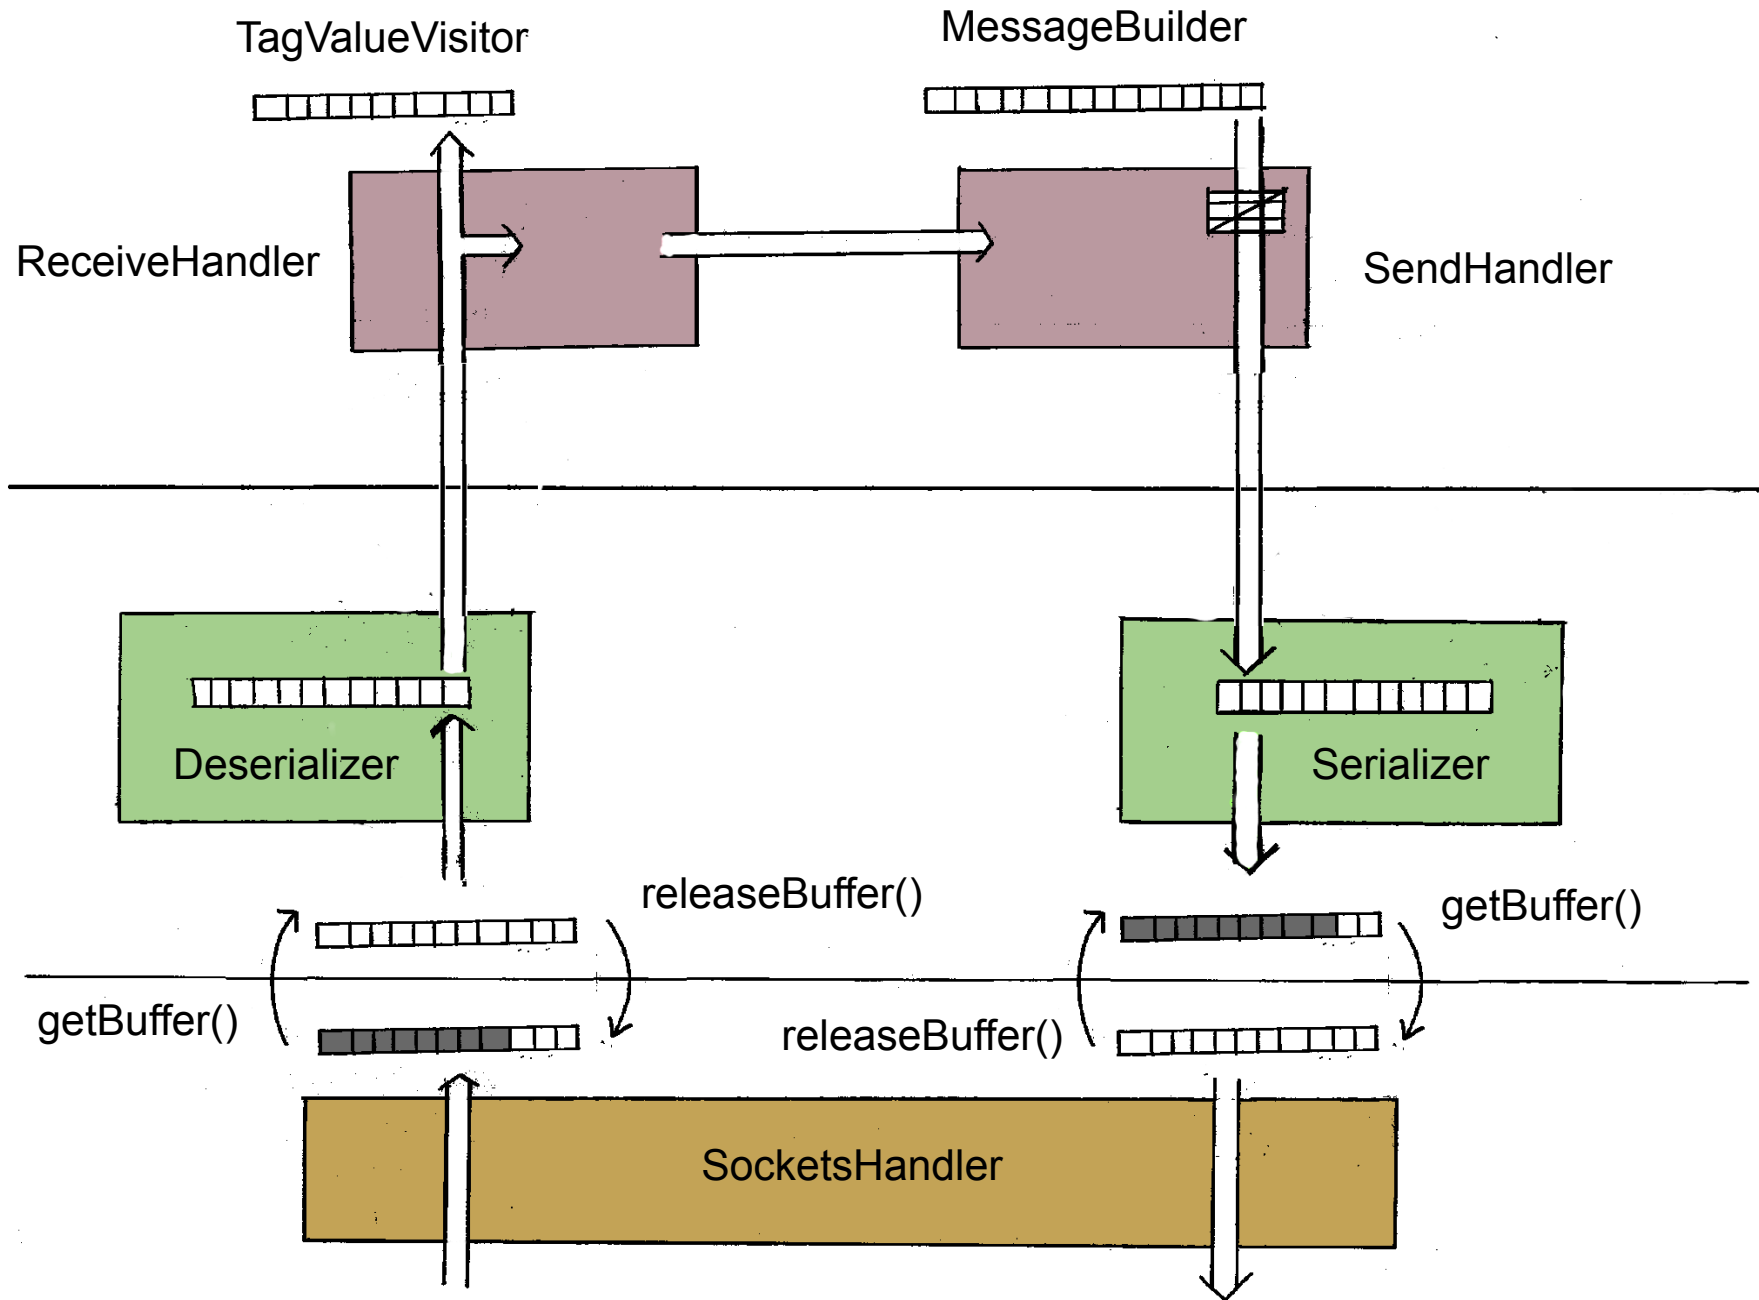 TagValueVisitor
MessageBuilder
ReceiveHandler
SendHandler
Deserializer
Serializer
releaseBuffer()
getBuffer()
getBuffer()
releaseBuffer()
SocketsHandler